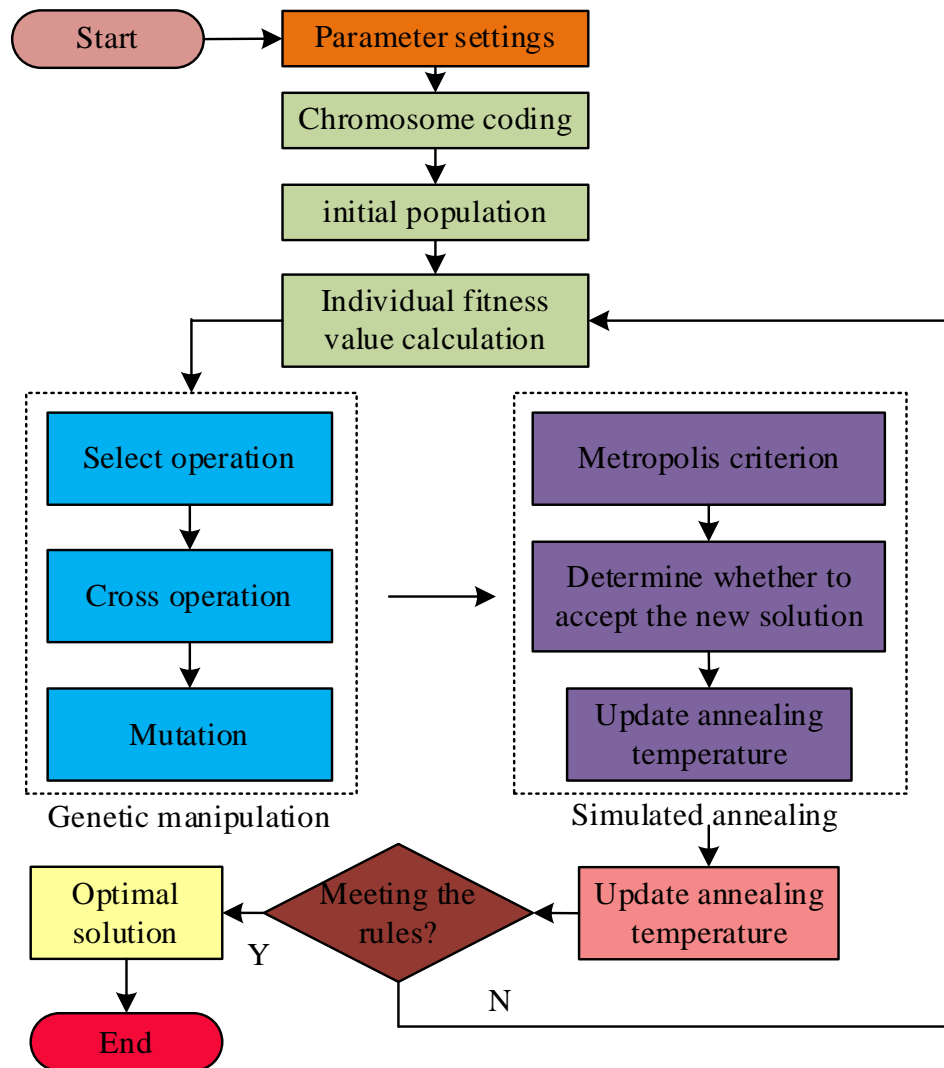 Start
Parameter settings
Chromosome coding
initial population
Individual fitness
value calculation
Select operation
Cross operation
Mutation
Genetic manipulation
Metropolis criterion
Determine whether to
accept the new solution
Update annealing
temperature
Simulated annealing
Update annealing
temperature
Meeting the
rules?
Y
N
Optimal
solution
End